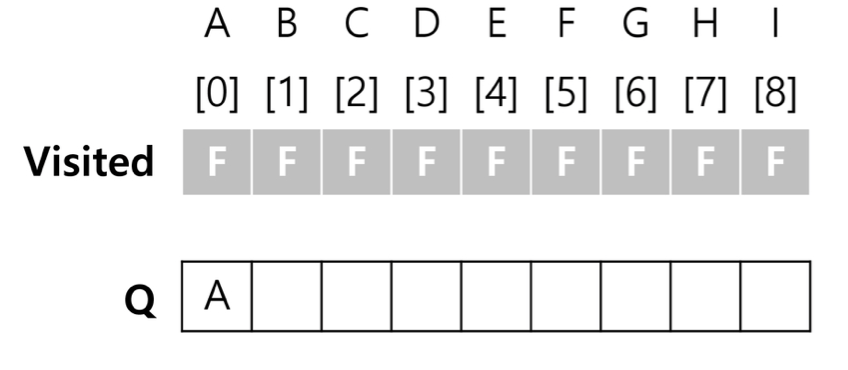 A B C D E F G H I
[0] [1] [2] [3] [4] [5] [6] [7] [8]
Visited F F F F F F F F F
Q A